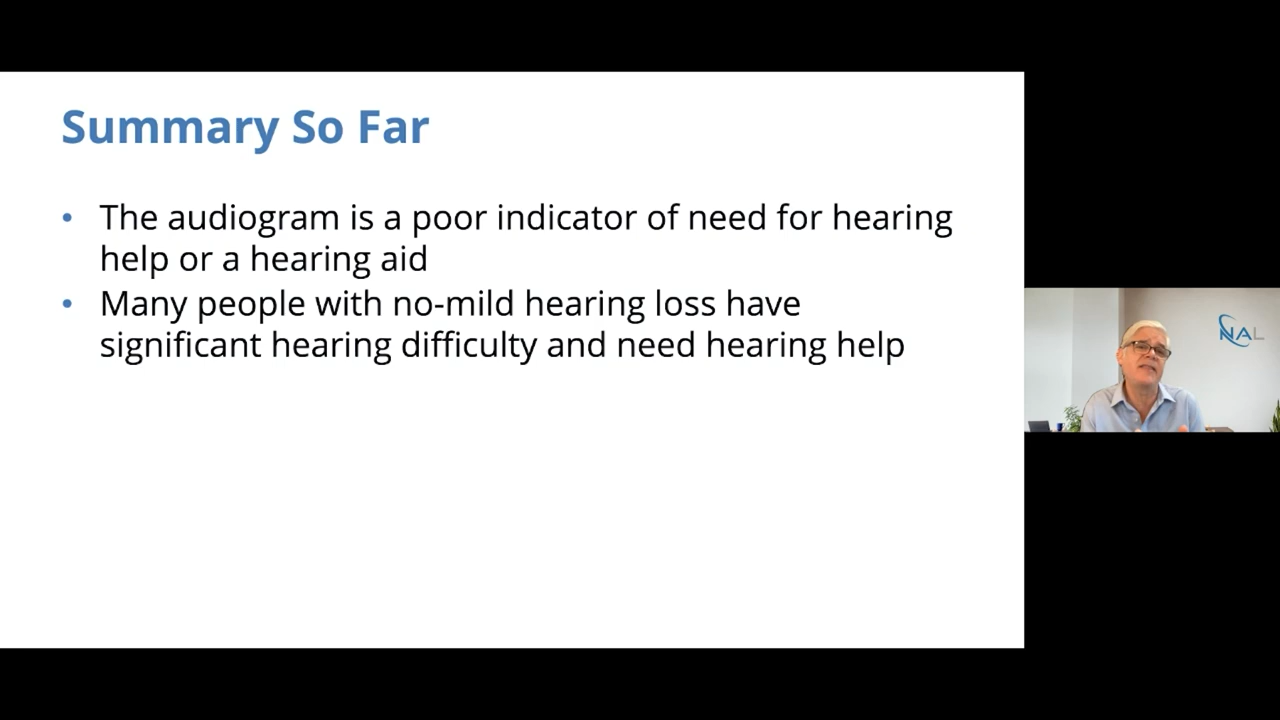 Summary So Far
• The audiogram is a poor indicator of need for hearing
help or a hearing aid
• Many people with no-mild hearing loss have
significant hearing difficulty and need hearing help
NAL